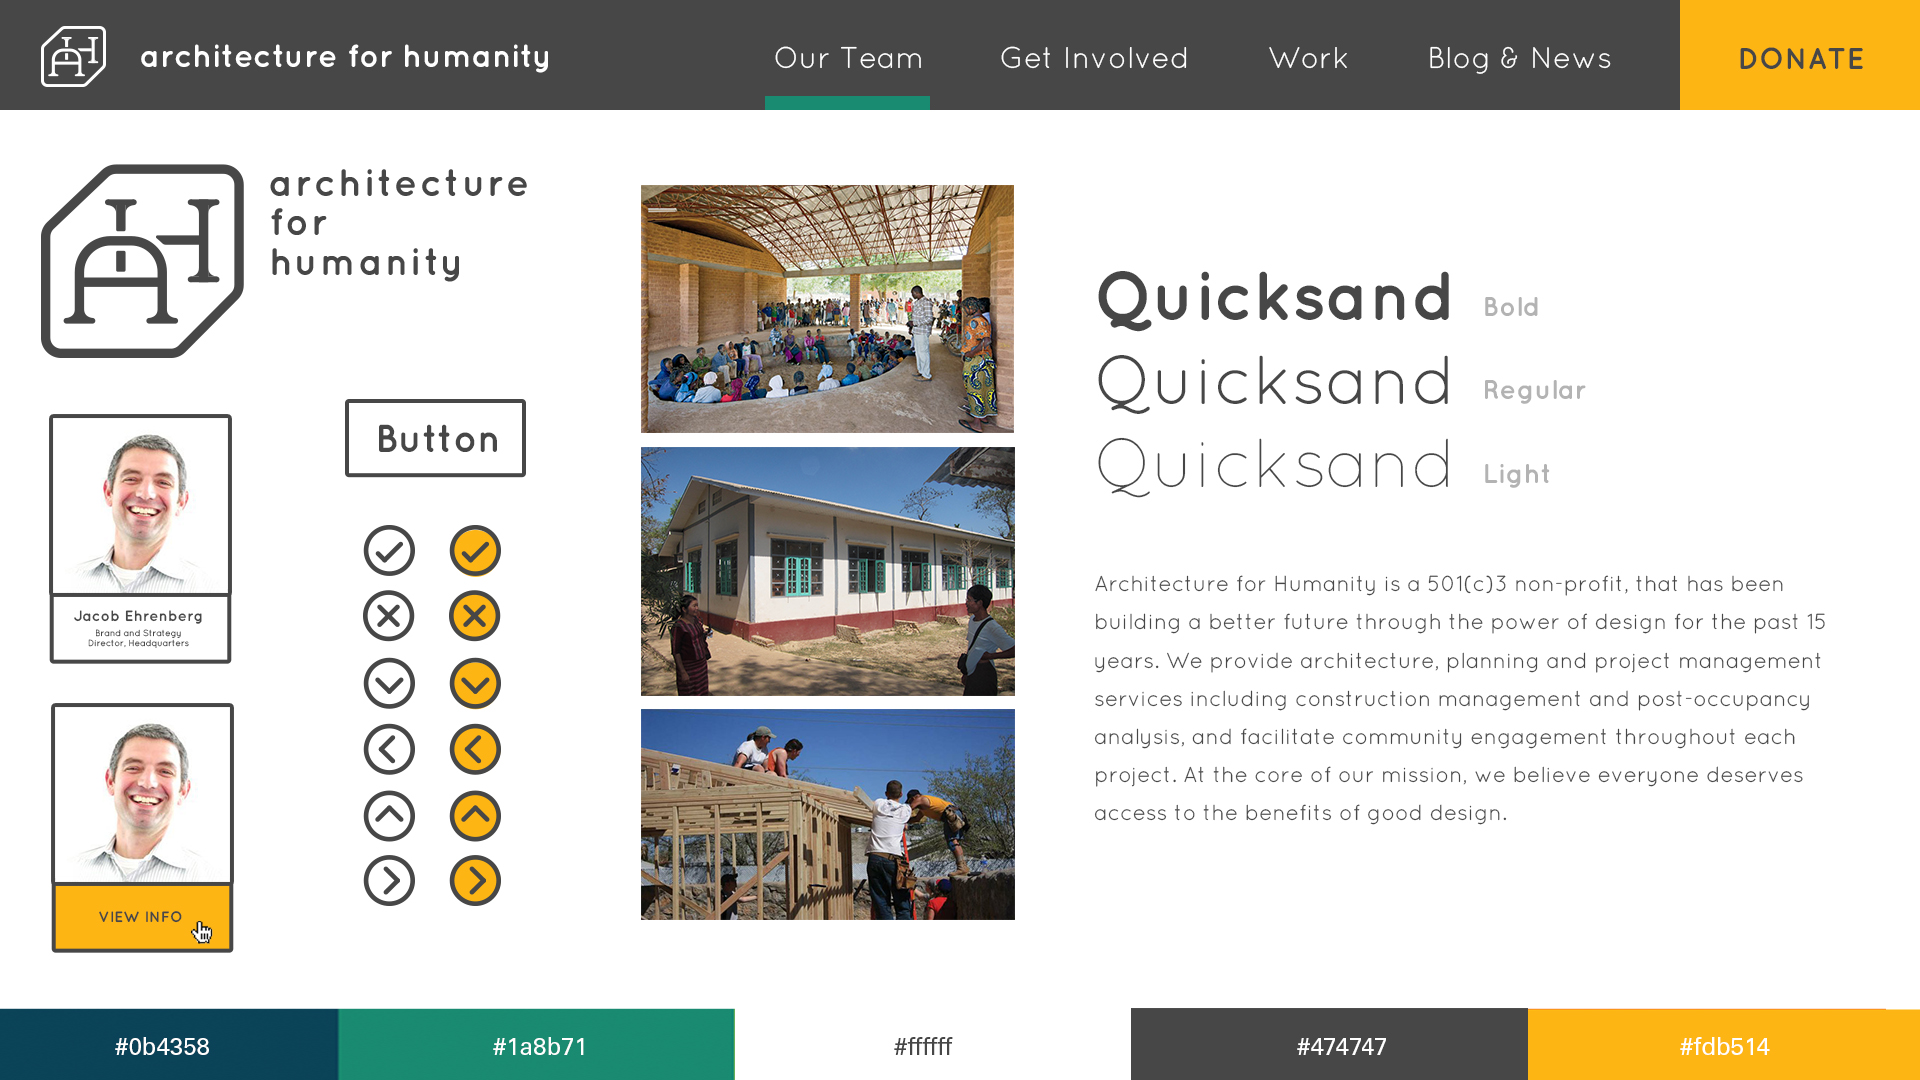 architecture for humanity
Our Team
Get Involved
Work
Blog & News
DONATE
architecture
for
humanity
Jacob Ehrenberg
Brand and Strategy
Director, Headquarters
VIEW INFO
Button
Quicksand Bold
Quicksand Regular
Quicksand Light
Architecture for Humanity is a 501(c)3 non-profit, that has been
building a better future through the power of design for the past 15
years. We provide architecture, planning and project management
services including construction management and post-occupancy
analysis, and facilitate community engagement throughout each
project. At the core of our mission, we believe everyone deserves
access to the benefits of good design.
#0b4358
#1a8b71
#ffffff
#474747
#fdb514